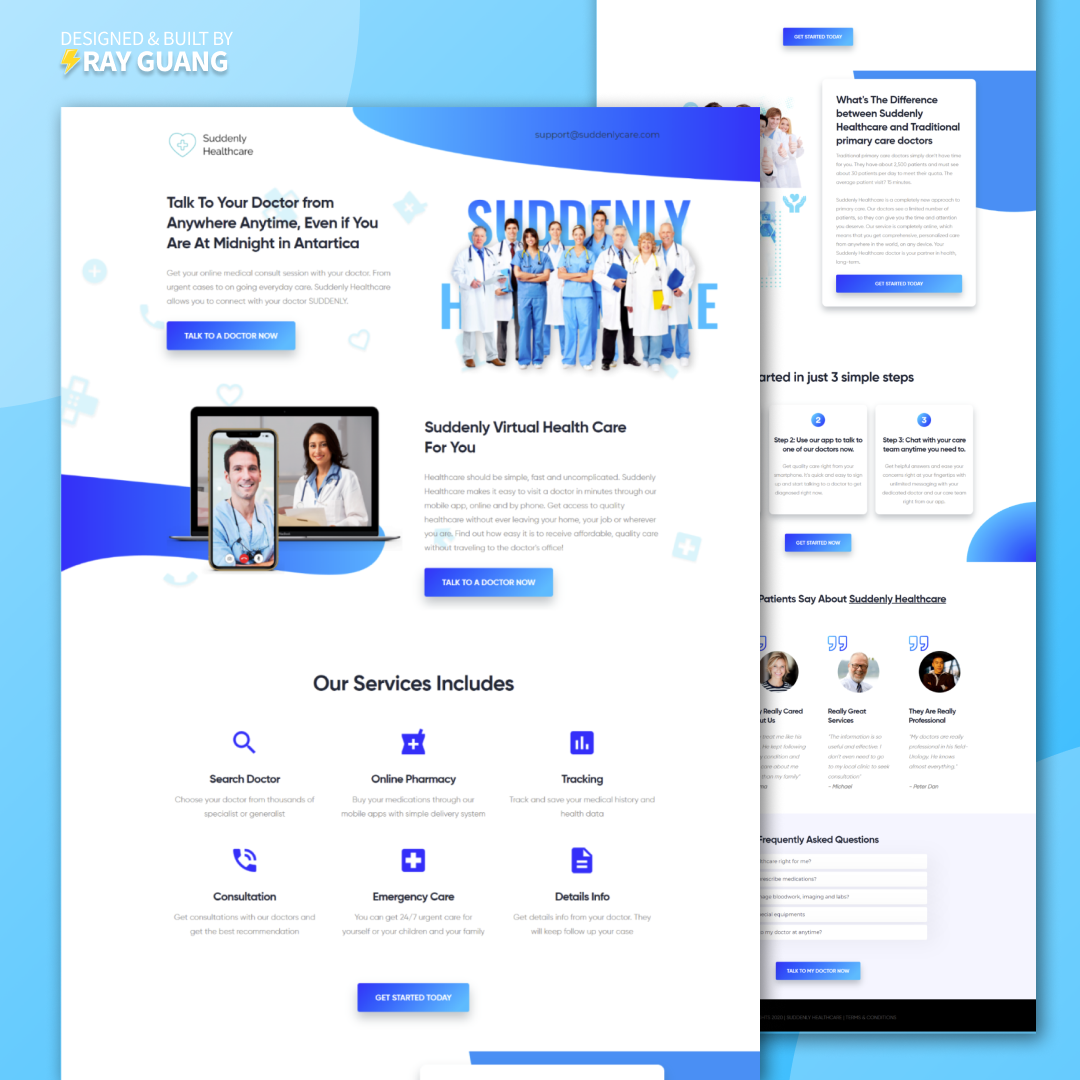 DESIGNED & BUILT BY
RAY GUANG
Suddenly
Healthcare
support@suddenlycare.com
Talk To Your Doctor from
Anywhere Anytime, Even if You
Are At Midnight in Antartica
Get your online medical consult session with your doctor. From
urgent cases to on going everyday care. Suddenly Healthcare
allows you to connect with your doctor SUDDENLY.
TALK TO A DOCTOR NOW
SUDDENLY
Suddenly Virtual Health Care
For You
Healthcare should be simple, fast and uncomplicated. Suddenly
Healthcare makes it easy to visit a doctor in minutes through our
mobile app, online and by phone. Get access to quality
healthcare without ever leaving your home, your job or wherever
you are. Find out how easy it is to receive affordable, quality care
without traveling to the doctor's office!
TALK TO A DOCTOR NOW
Our Services Includes
Search Doctor
Choose your doctor from thousands of
specialist or generalist
Online Pharmacy
Buy your medications through our
mobile apps with simple delivery system
Tracking
Track and save your medical history and
health data
Consultation
Get consultations with our doctors and
get the best recommendation
Emergency Care
You can get 24/7 urgent care for
yourself or your children and your family
Details Info
Get details info from your doctor. They
will keep follow up your case
GET STARTED TODAY
GET STARTED TODAY
What's The Difference
between Suddenly
Healthcare and Traditional
primary care doctors
Traditional primary care doctors simply don't have time
for you. They have about 2,500 patients and must see
about 30 patients per day to meet their quota. The
average patient visit? 15 minutes.
Suddenly Healthcare is a completely new approach to
primary care. Our doctors see a limited number of
patients, so they can give you the time and attention
you deserve. Our service is completely online, which
means that you get comprehensive, personalized care
from anywhere in the world, on any device. Your
Suddenly Healthcare doctor is your partner in health,
long-term.
GET STARTED TODAY
arted in just 3 simple steps
2
Step 2: Use our app to talk to
one of our doctors now.
Get quality care right from your
smartphone. It's quick and easy to sign
up and start talking to a doctor to get
diagnosed right now.
3
Step 3: Chat with your care
team anytime you need to.
Get helpful answers and ease your
concerns right at your fingertips with
unlimited messaging with your
dedicated doctor and our care team
right from our app.
GET STARTED NOW
Patients Say About Suddenly Healthcare
Really Cared
ut Us
treat me like his
He kept following
condition and
care about me
than my family"
Really Great
Services
"The information is so
useful and effective. I
don't even need to go
to my local clinic to seek
consultation"
- Michael
They Are Really
Professional
"My doctors are really
professional in his field-
Urology. He knows
almost everything."
- Peter Dan
Frequently Asked Questions
lthcare right for me?
rescribe medications?
nage bloodwork, imaging and labs?
ecial equipments
o my doctor at anytime?
TALK TO MY DOCTOR NOW
2020 | SUDDENLY HEALTHCARE | TERMS & CONDITIONS